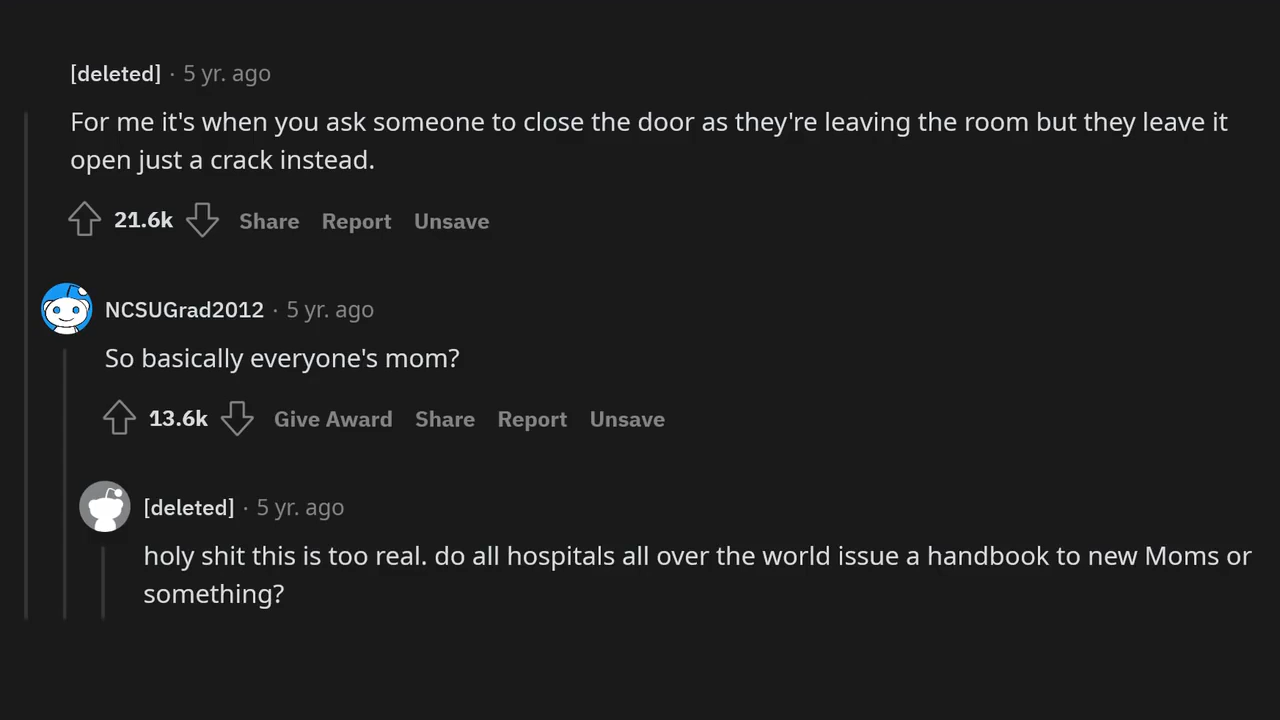 [deleted] · 5 yr. ago
For me it's when you ask someone to close the door as they're leaving the room but they leave it
open just a crack instead.
21.6k Share Report Unsave
NCSUGrad2012 · 5 yr. ago
So basically everyone's mom?
13.6k Give Award Share Report Unsave
[deleted] · 5 yr. ago
holy shit this is too real. do all hospitals all over the world issue a handbook to new Moms or
something?